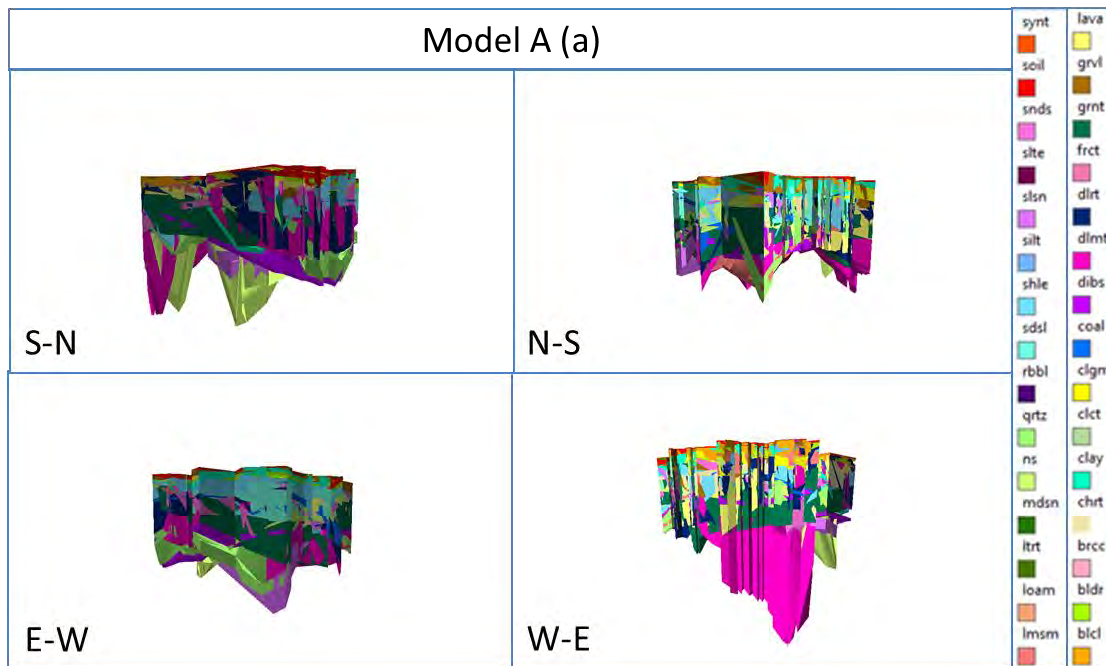 Model A (a)
S-N
N-S
E-W
W-E
synt
soil
snds
slte
slsn
silt
shle
sdsl
rbbl
qrtz
ns
mdsn
ltrt
loam
lmsm
lava
grvl
grnt
frct
dlrt
dlmt
dibs
coal
clgm
clct
clay
chrt
brcc
bldr
blcl